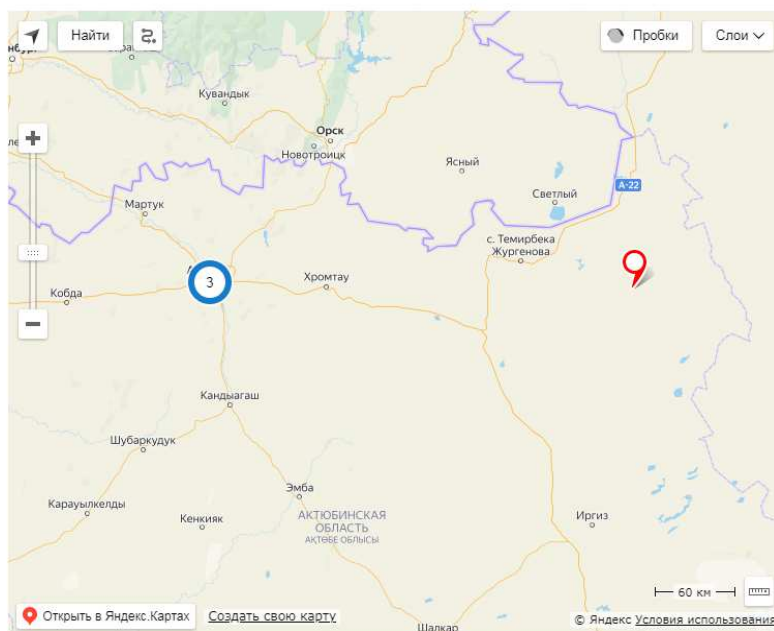 Найти
Пробки
Слои
Кувандык
Орск
Новотроицк
Ясный
Светлый
А-22
Мартук
с. Темирбека
Жургенова
3
Хромтау
Кобда
Кандыагаш
Шубаркудук
Эмба
Карауылкелды
Кенкияк
АКТЮБИНСКАЯ
ОБЛАСТЬ
АҚТӨБЕ ОБЛЫСЫ
Иргиз
60 км
Открыть в Яндекс.Картах
Создать свою карту
© Яндекс Условия использования
Шалкар